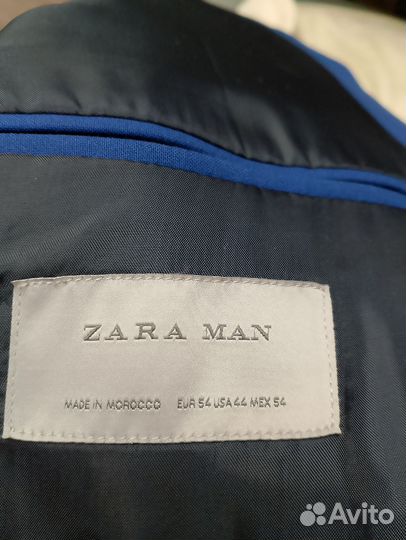 ZARA MAN
MADE IN MOROCCO EUR 54 USA 44 MEX 54
Avito